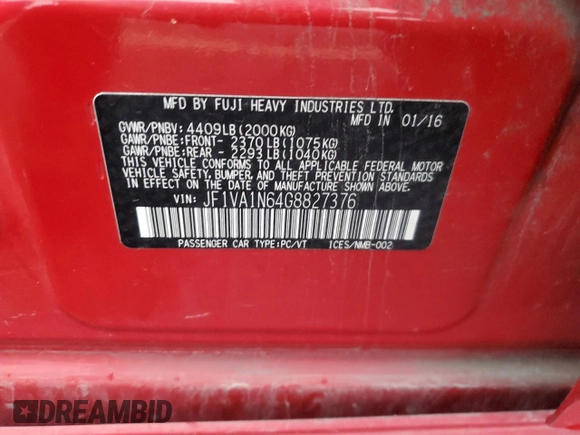 MFD BY FUJI HEAVY INDUSTRIES LTD.
MFD IN 01/16
GVWR/PNBV: 4409LB(2000KG)
GAWR/PNBE:FRONT- 2370LB(1075KG)
GAWR/PNBE:REAR - 2293LB(1040KG)
THIS VEHICLE CONFORMS TO ALL APPLICABLE FEDERAL MOTOR
VEHICLE SAFETY, BUMPER, AND THEFT PREVENTION STANDARDS
IN EFFECT ON THE DATE OF MANUFACTURE SHOWN ABOVE.
VIN: JF1VA1N64G8827376
PASSENGER CAR TYPE:PC/VT ICES/NMB-002
DREAMBID